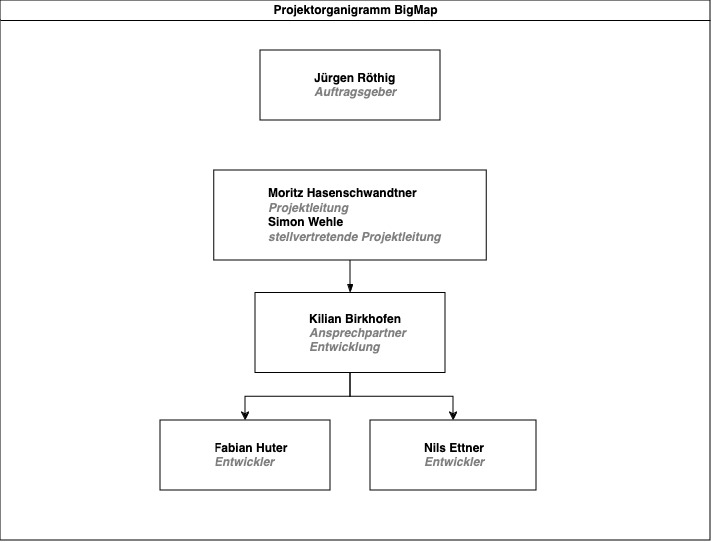 Projektorganigramm BigMap
Jürgen Röthig
Auftragsgeber
Moritz Hasenschwandtner
Projektleitung
Simon Wehle
stellvertretende Projektleitung
Kilian Birkhofen
Ansprechpartner
Entwicklung
Fabian Huter
Entwickler
Nils Ettner
Entwickler